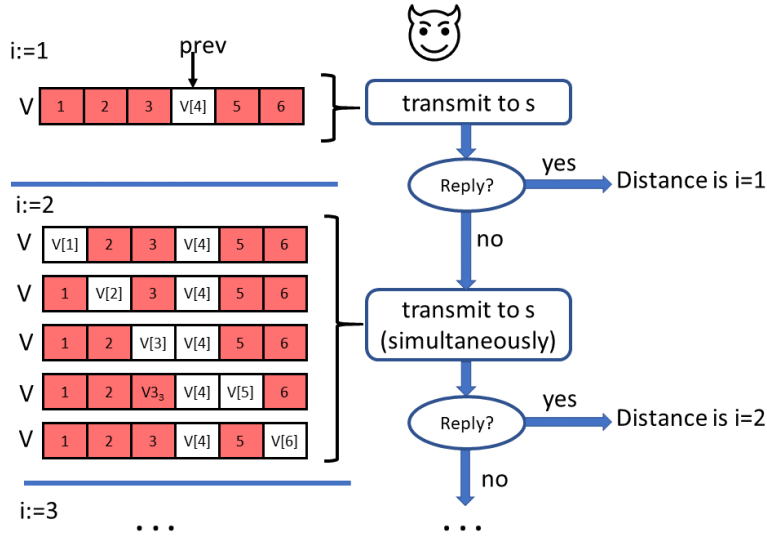 i:=1
prev
V 1 2 3 V[4] 5 6
transmit to s
Reply?
yes
Distance is i=1
no
i:=2
V V[1] 2 3 V[4] 5 6
V 1 V[2] 3 V[4] 5 6
V 1 2 V[3] V[4] 5 6
V 1 2 V3₃ V[4] V[5] 6
V 1 2 3 V[4] 5 V[6]
transmit to s
(simultaneously)
Reply?
yes
Distance is i=2
no
i:=3
...
...